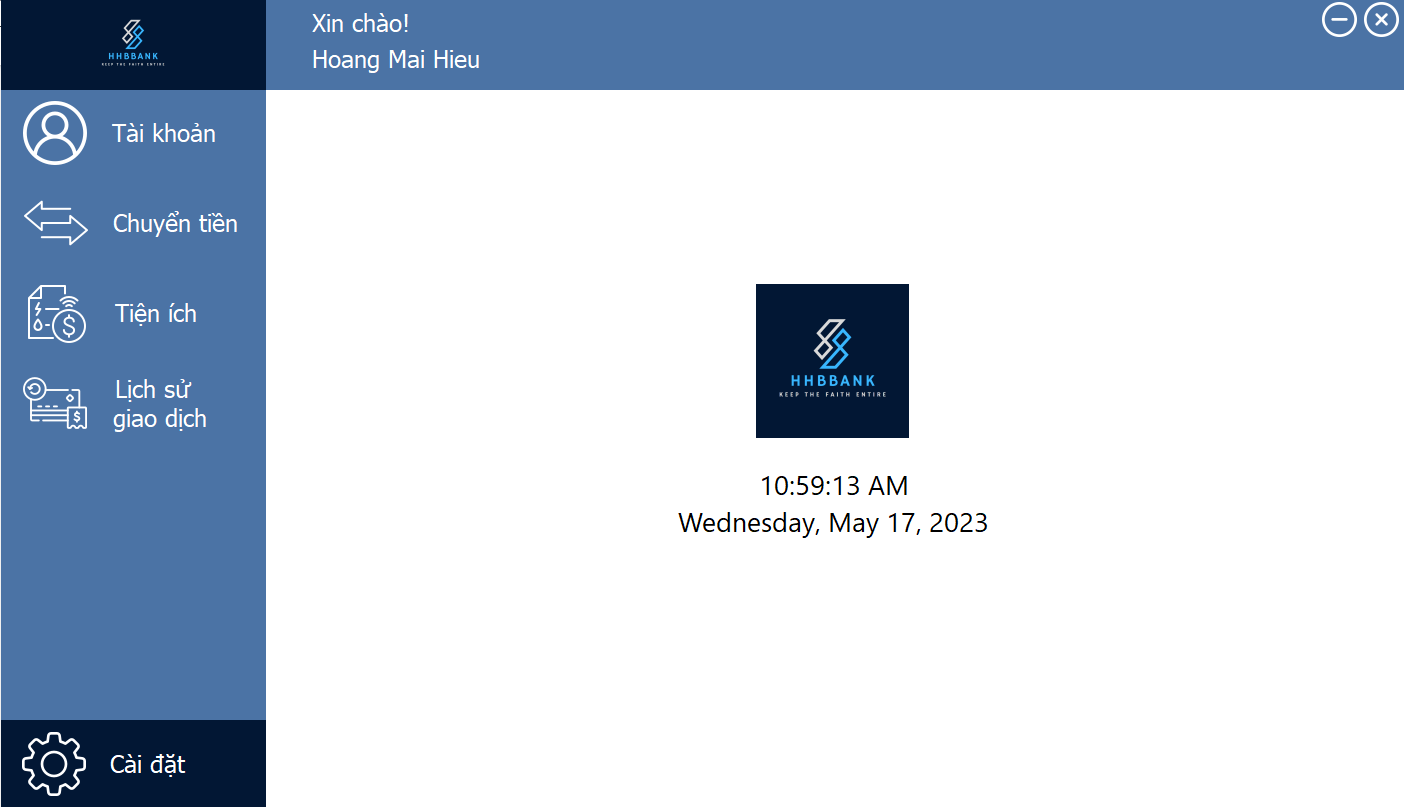 HHBBANK
KEEP THE FAITH ENTIRE
Xin chào!
Hoang Mai Hieu
Tài khoản
Chuyển tiền
Tiện ích
Lịch sử
giao dịch
Cài đặt
HHBBANK
KEEP THE FAITH ENTIRE
10:59:13 AM
Wednesday, May 17, 2023